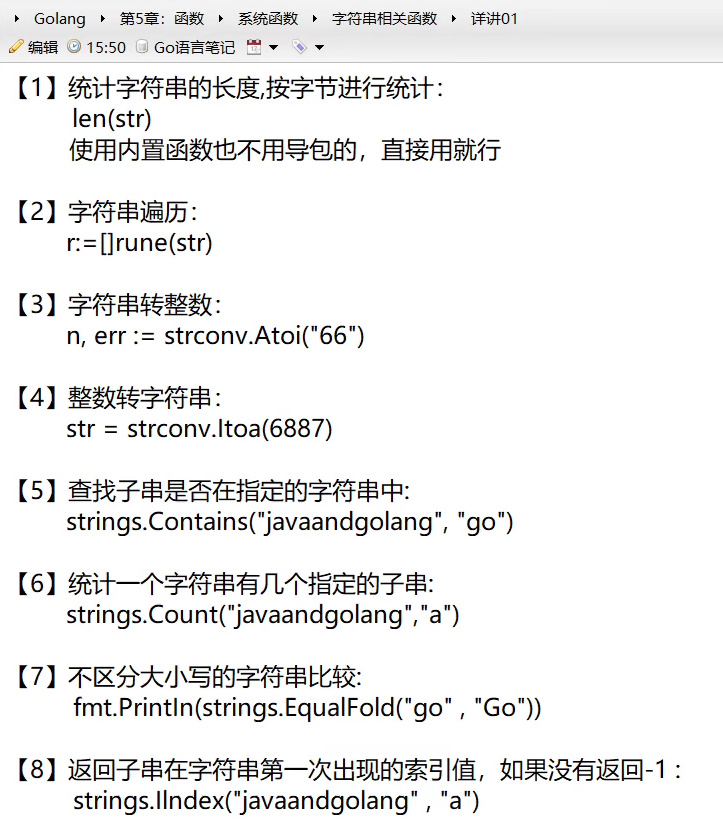 Golang 第5章：函数 系统函数 字符串相关函数 详讲01
编辑 15:50 Go语言笔记
【1】统计字符串的长度,按字节进行统计：
len(str)
使用内置函数也不用导包的，直接用就行
【2】字符串遍历：
r:=[]rune(str)
【3】字符串转整数：
n, err := strconv.Atoi("66")
【4】整数转字符串：
str = strconv.Itoa(6887)
【5】查找子串是否在指定的字符串中:
strings.Contains("javaandgolang", "go")
【6】统计一个字符串有几个指定的子串:
strings.Count("javaandgolang","a")
【7】不区分大小写的字符串比较:
fmt.PrintIn(strings.EqualFold("go" , "Go"))
【8】返回子串在字符串第一次出现的索引值，如果没有返回-1 :
strings.lIndex("javaandgolang" , "a")